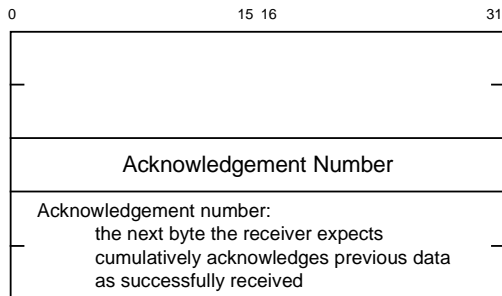 0 15 16 31
Acknowledgement Number
Acknowledgement number:
the next byte the receiver expects
cumulatively acknowledges previous data
as successfully received